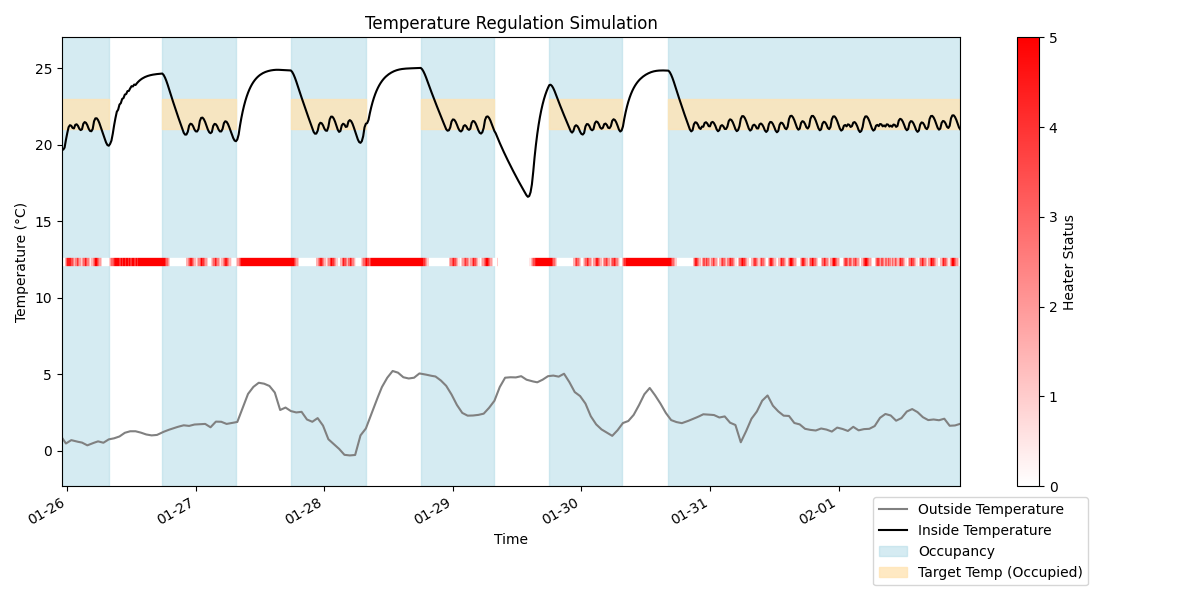 Temperature Regulation Simulation
Temperature (°C)
25
20
15
10
5
0
01-26
01-27
01-28
01-29
01-30
01-31
02-01
Time
5
4
3
2
1
0
Heater Status
Outside Temperature
Inside Temperature
Occupancy
Target Temp (Occupied)